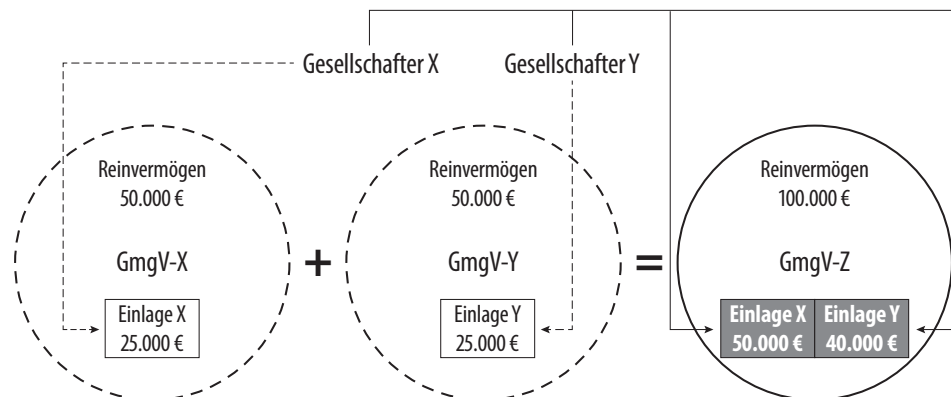 Gesellschafter X
Gesellschafter Y
Reinvermögen
50.000 €
GmgV-X
Einlage X
25.000 €
+
Reinvermögen
50.000 €
GmgV-Y
Einlage Y
25.000 €
=
Reinvermögen
100.000 €
GmgV-Z
Einlage X
50.000 €
Einlage Y
40.000 €